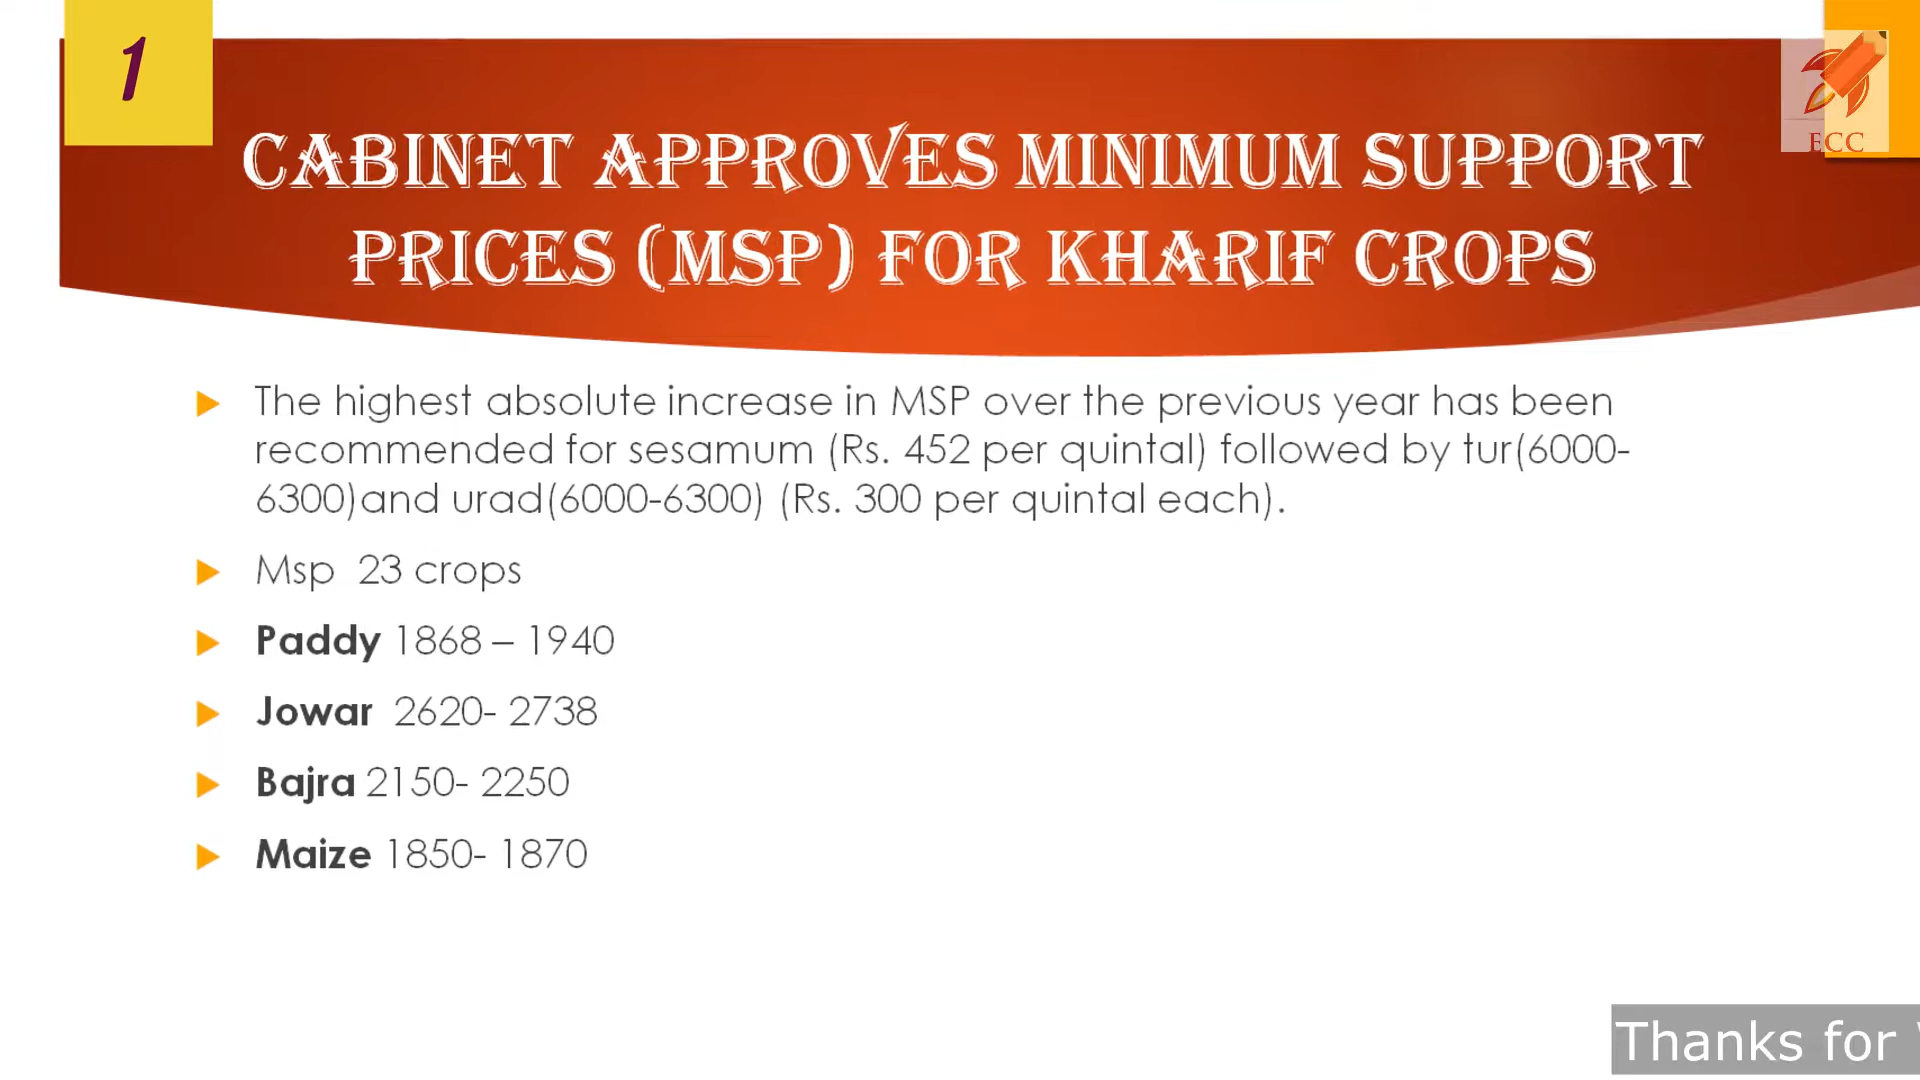 1
ECC
CABINET APPROVES MINIMUM SUPPORT
PRICES (MSP) FOR KHARIF CROPS
The highest absolute increase in MSP over the previous year has been
recommended for sesamum (Rs. 452 per quintal) followed by tur(6000-
6300)and urad(6000-6300) (Rs. 300 per quintal each).
Msp 23 crops
Paddy 1868 – 1940
Jowar 2620- 2738
Bajra 2150- 2250
Maize 1850- 1870
Thanks for